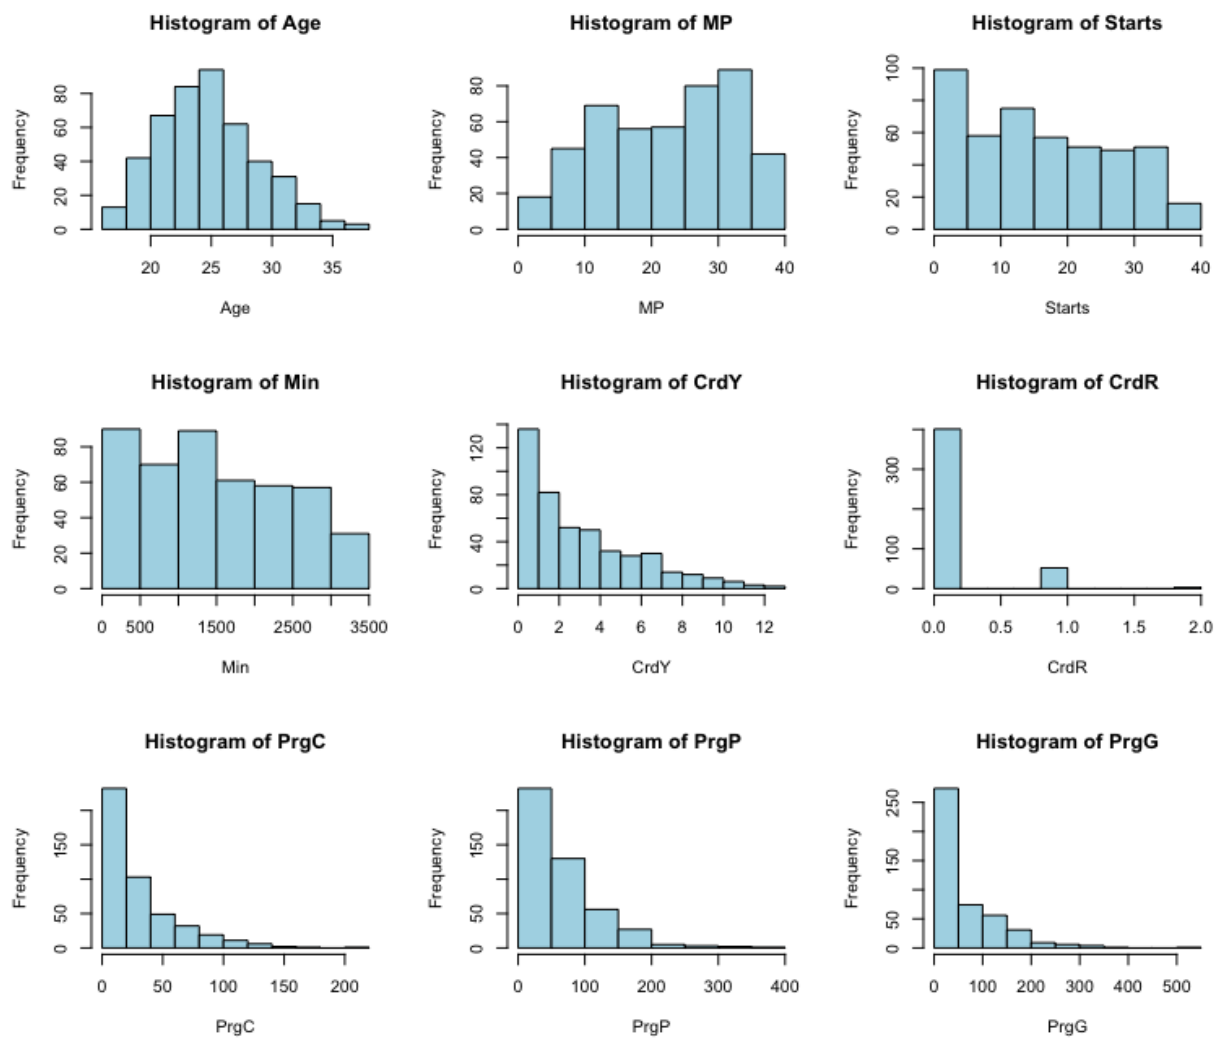 Histogram of Age
Frequency
0 20 40 60 80
20 25 30 35
Age
Histogram of MP
Frequency
0 20 40 60 80
0 10 20 30 40
MP
Histogram of Starts
Frequency
0 20 60 100
0 10 20 30 40
Starts
Histogram of Min
Frequency
0 20 40 60 80
0 500 1500 2500 3500
Min
Histogram of CrdY
Frequency
0 40 80 120
0 2 4 6 8 10 12
CrdY
Histogram of CrdR
Frequency
0 100 300
0.0 0.5 1.0 1.5 2.0
CrdR
Histogram of PrgC
Frequency
0 50 150
0 50 100 150 200
PrgC
Histogram of PrgP
Frequency
0 50 150
0 100 200 300 400
PrgP
Histogram of PrgG
Frequency
0 50 150 250
0 100 200 300 400 500
PrgG